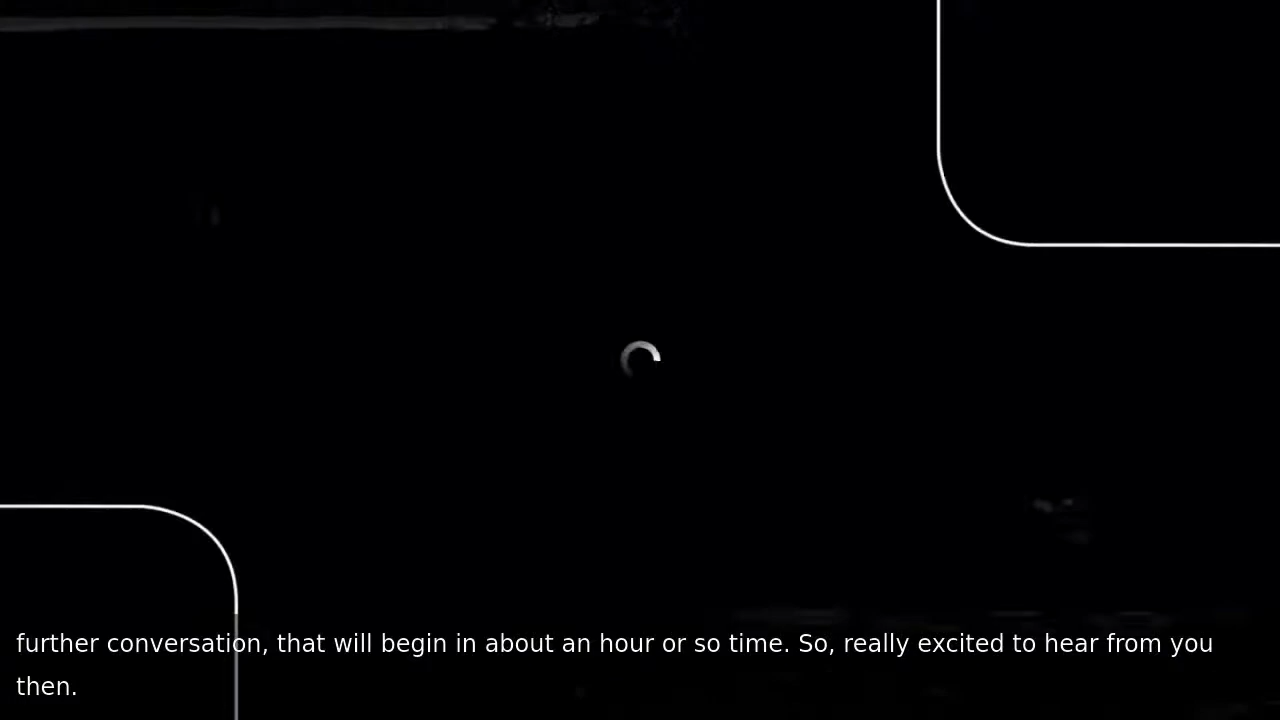 further conversation, that will begin in about an hour or so time. So, really excited to hear from you
then.